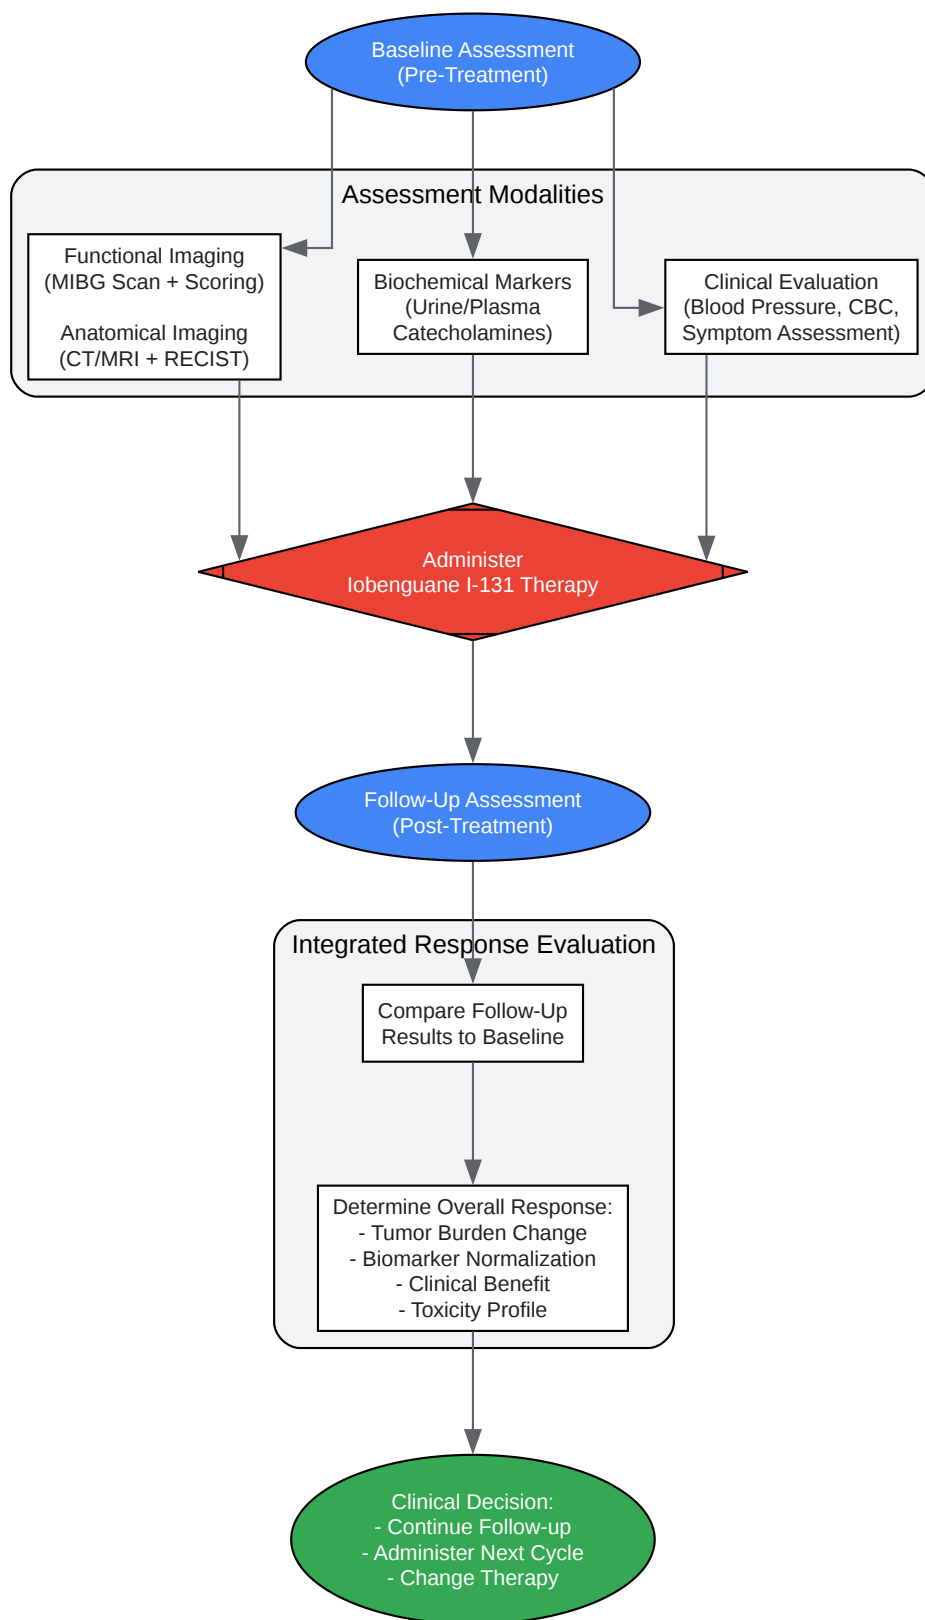 Baseline Assessment
(Pre-Treatment)
Assessment Modalities
Functional Imaging
(MIBG Scan + Scoring)
Anatomical Imaging
(CT/MRI + RECIST)
Biochemical Markers
(Urine/Plasma
Catecholamines)
Clinical Evaluation
(Blood Pressure, CBC,
Symptom Assessment)
Administer
Iobenguane I-131 Therapy
Follow-Up Assessment
(Post-Treatment)
Integrated Response Evaluation
Compare Follow-Up
Results to Baseline
Determine Overall Response:
- Tumor Burden Change
- Biomarker Normalization
- Clinical Benefit
- Toxicity Profile
Clinical Decision:
- Continue Follow-up
- Administer Next Cycle
- Change Therapy